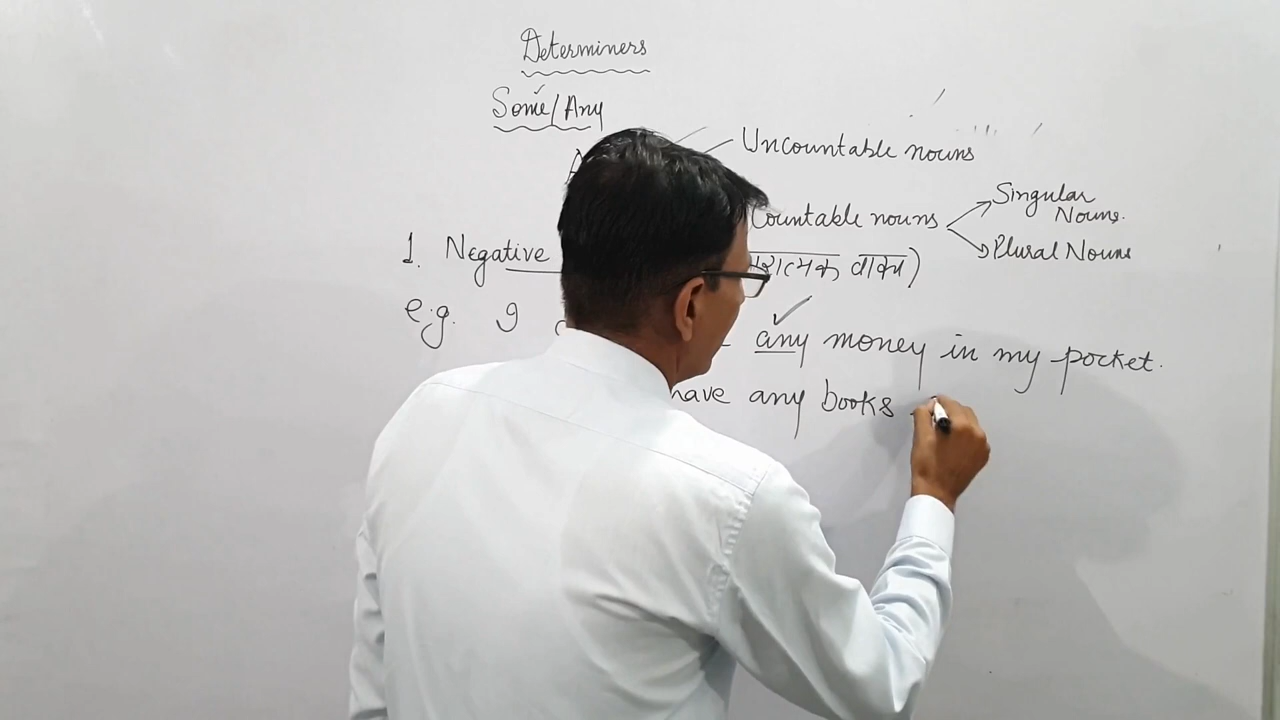 Determiners
Some/Any
Uncountable nouns
Countable nouns
Singular
Nouns.
Plural Nouns
1. Negative वाक्य)
e.g. I any money in my pocket.
have any books